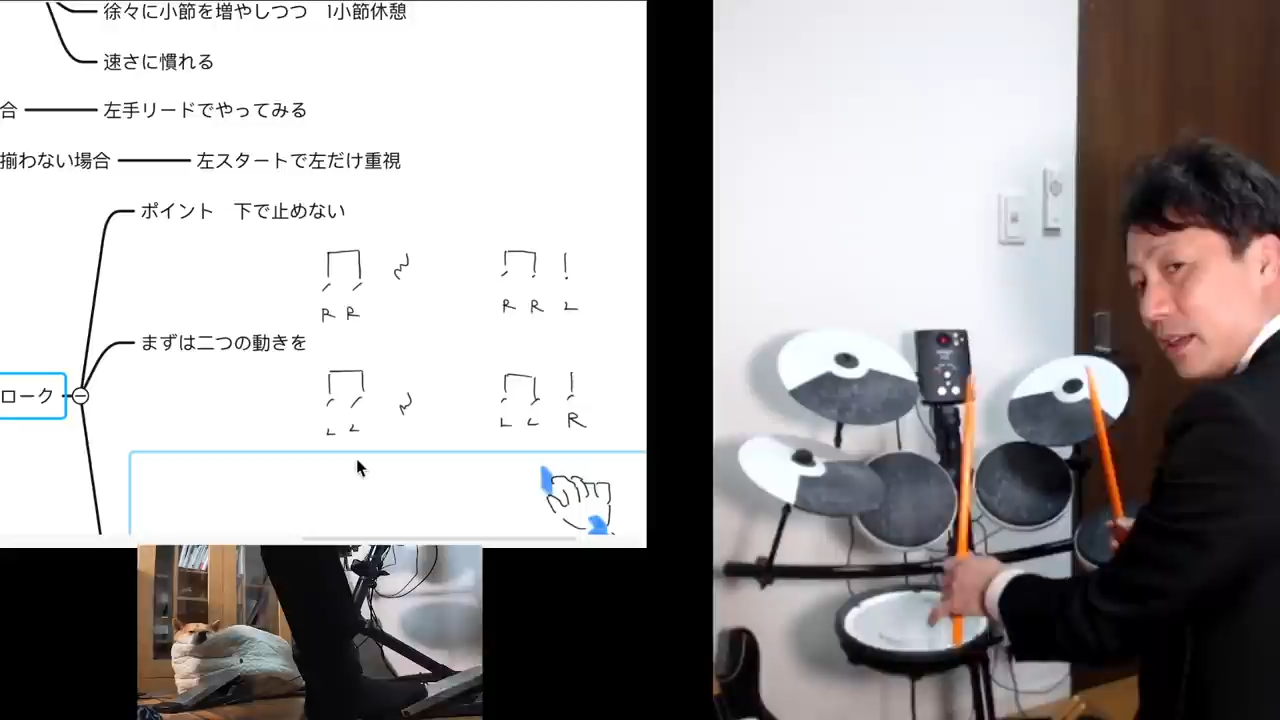 徐々に小節を増やしつつ　1小節休憩
速さに慣れる
合
左手リードでやってみる
揃わない場合
左スタートで左だけ重視
ポイント　下で止めない
R R
R R L
まずは二つの動きを
ローク
L L
L L R